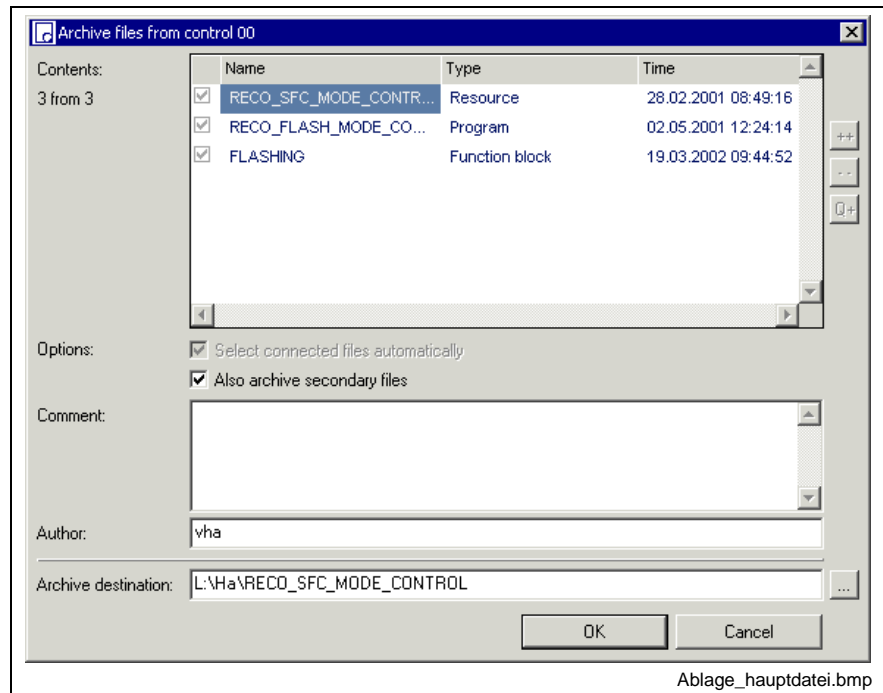 Archive files from control 00
Contents:
Name Type Time
3 from 3
RECO_SFC_MODE_CONTR... Resource 28.02.2001 08:49:16
RECO_FLASH_MODE_CO... Program 02.05.2001 12:24:14
FLASHING Function block 19.03.2002 09:44:52
++
--
Q+
Options:
Select connected files automatically
Also archive secondary files
Comment:
Author:
vha
Archive destination:
L:\Ha\RECO_SFC_MODE_CONTROL
...
OK
Cancel
Ablage_hauptdatei.bmp